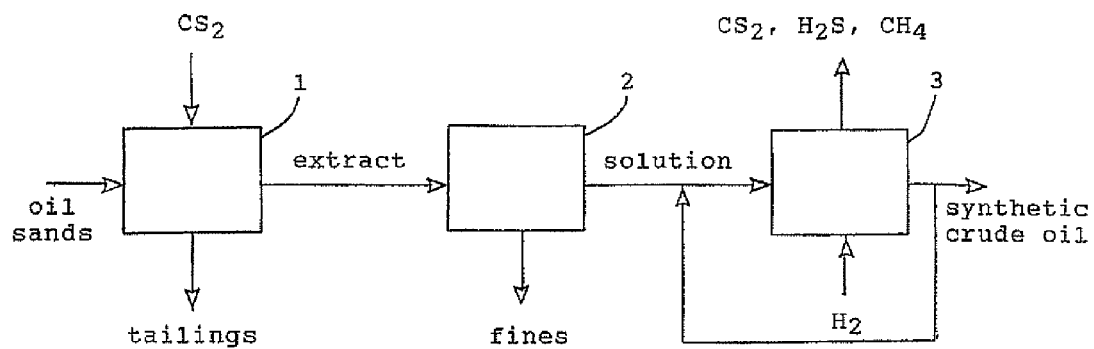 CS2
CS2, H2S, CH4
1
2
3
extract
solution
oil
sands
synthetic
crude oil
tailings
fines
H2